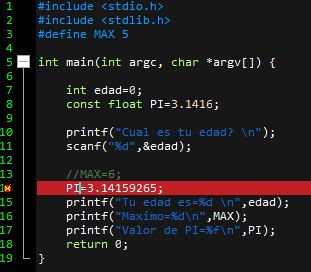 1 #include <stdio.h>
2 #include <stdlib.h>
3 #define MAX 5
4
5 int main(int argc, char *argv[]) {
6
7 int edad=0;
8 const float PI=3.1416;
9
10 printf("Cual es tu edad? \n");
11 scanf("%d",&edad);
12
13 //MAX=6;
PI=3.14159265;
15 printf("Tu edad es=%d \n",edad);
16 printf("Maximo=%d\n",MAX);
17 printf("Valor de PI=%f\n",PI);
18 return 0;
19 }